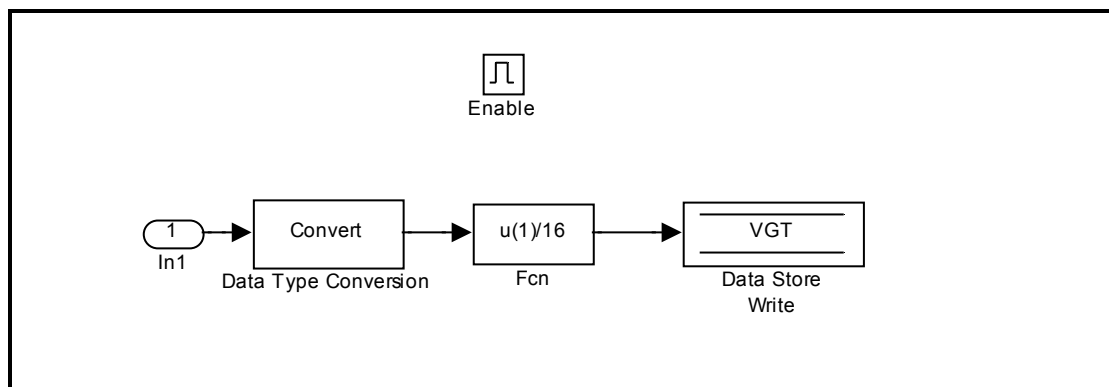 Enable
1
In1
Convert
Data Type Conversion
u(1)/16
Fcn
VGT
Data Store
Write